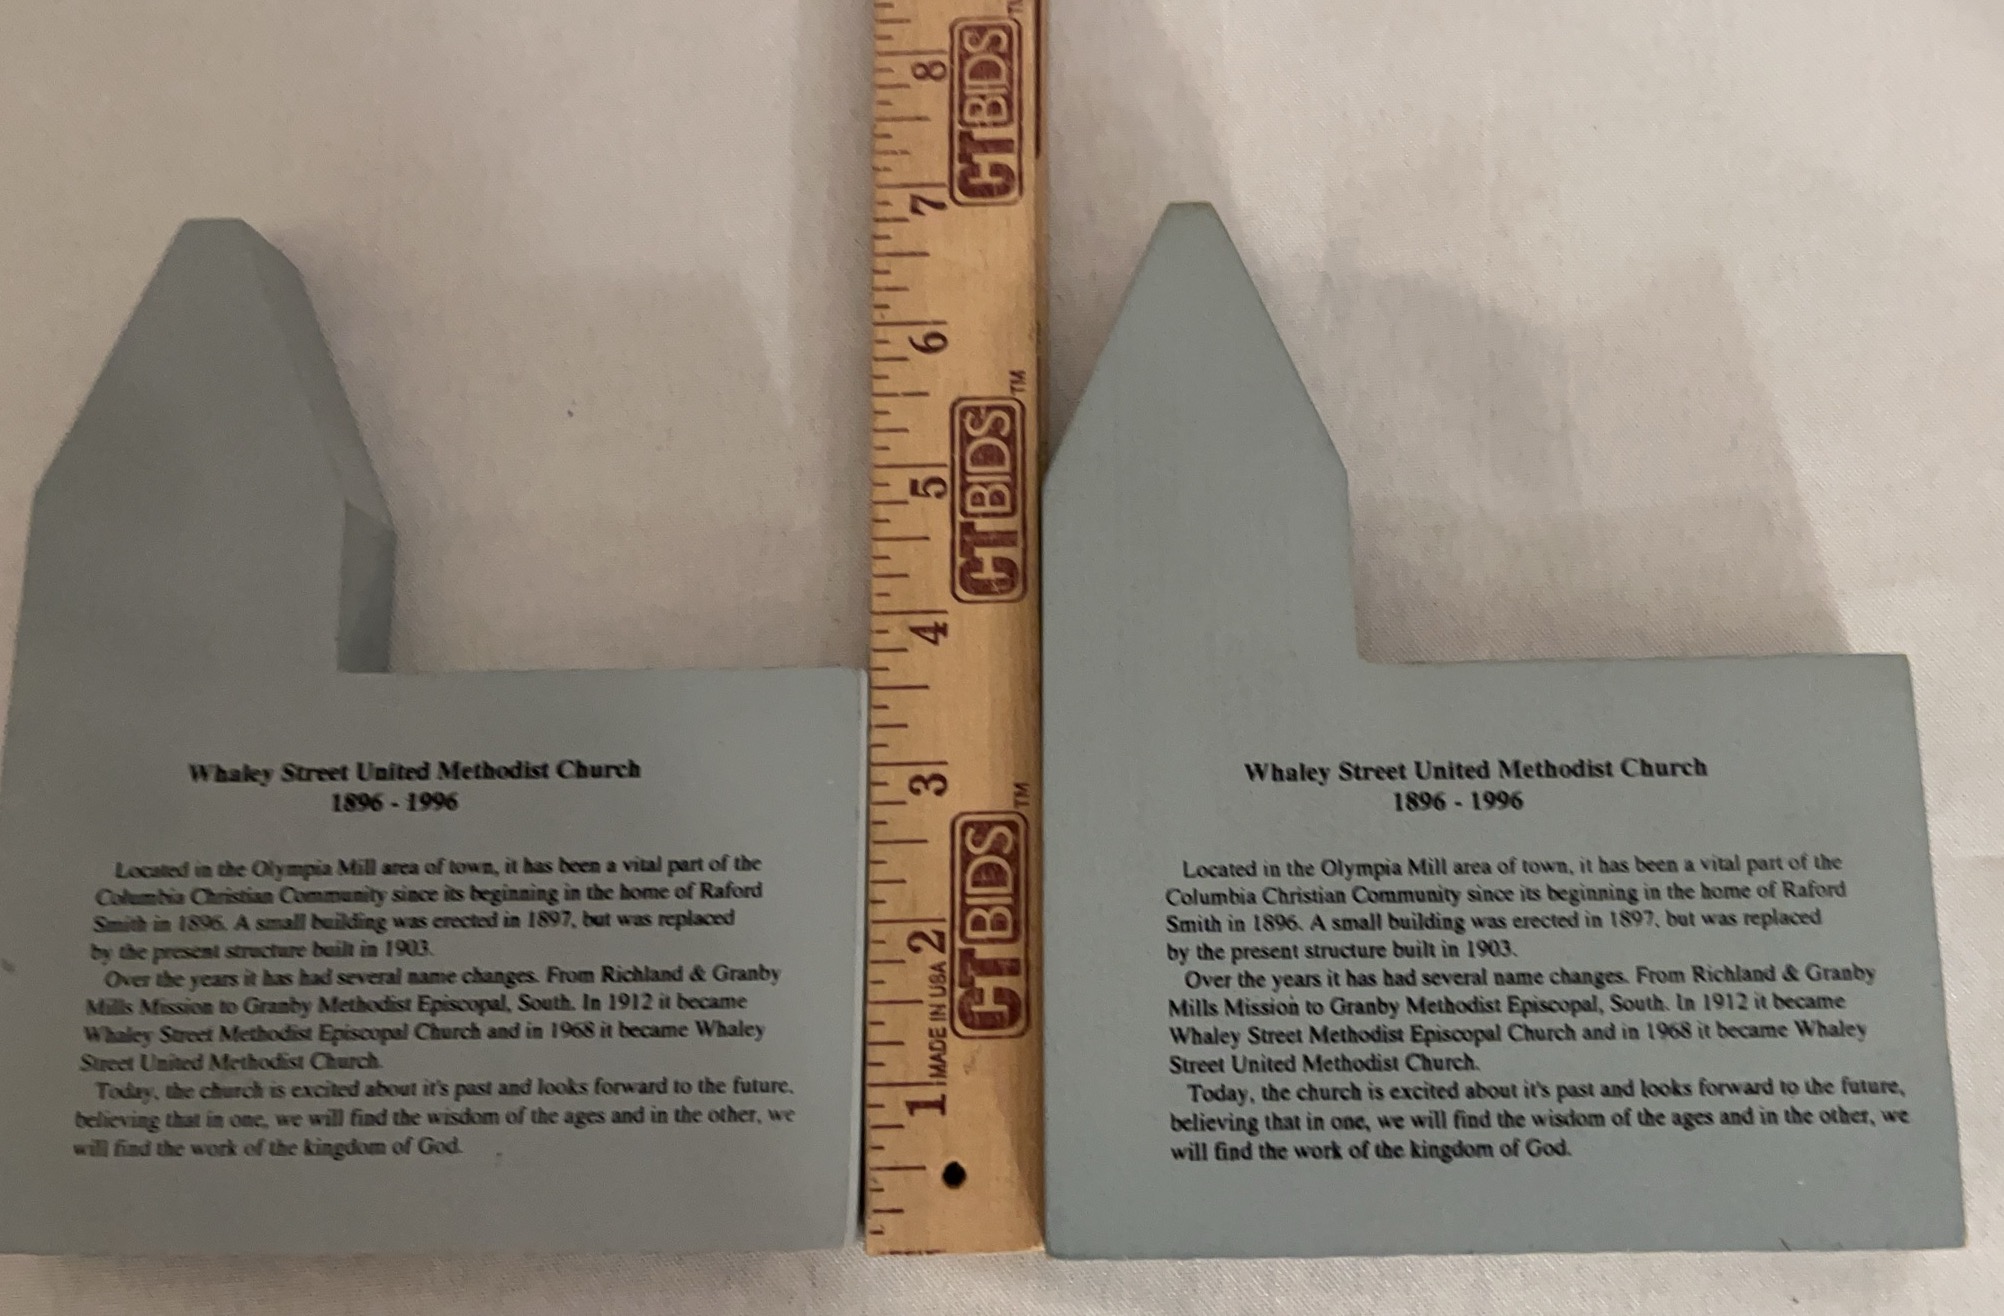 Whaley Street United Methodist Church
1896 - 1996
Located in the Olympia Mill area of town, it has been a vital part of the
Columbia Christian Community since its beginning in the home of Raford
Smith in 1896. A small building was erected in 1897, but was replaced
by the present structure built in 1903.
Over the years it has had several name changes. From Richland & Granby
Mills Mission to Granby Methodist Episcopal, South. In 1912 it became
Whaley Street Methodist Episcopal Church and in 1968 it became Whaley
Street United Methodist Church.
Today, the church is excited about it's past and looks forward to the future,
believing that in one, we will find the wisdom of the ages and in the other, we
will find the work of the kingdom of God.
8
7
6
5
4
3
2
1
MADE IN USA
CTBIDS TM
CTBIDS TM
CTBIDS TM
Whaley Street United Methodist Church
1896 - 1996
Located in the Olympia Mill area of town, it has been a vital part of the
Columbia Christian Community since its beginning in the home of Raford
Smith in 1896. A small building was erected in 1897, but was replaced
by the present structure built in 1903.
Over the years it has had several name changes. From Richland & Granby
Mills Mission to Granby Methodist Episcopal, South. In 1912 it became
Whaley Street Methodist Episcopal Church and in 1968 it became Whaley
Street United Methodist Church.
Today, the church is excited about it's past and looks forward to the future,
believing that in one, we will find the wisdom of the ages and in the other, we
will find the work of the kingdom of God.